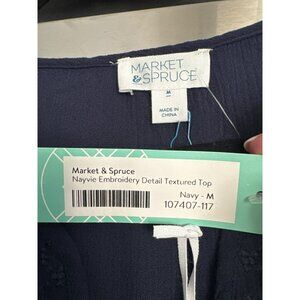 MARKET
& SPRUCE
M
MADE IN
CHINA
Market & Spruce
Nayvie Embroidery Detail Textured Top
Navy - M
107407-117